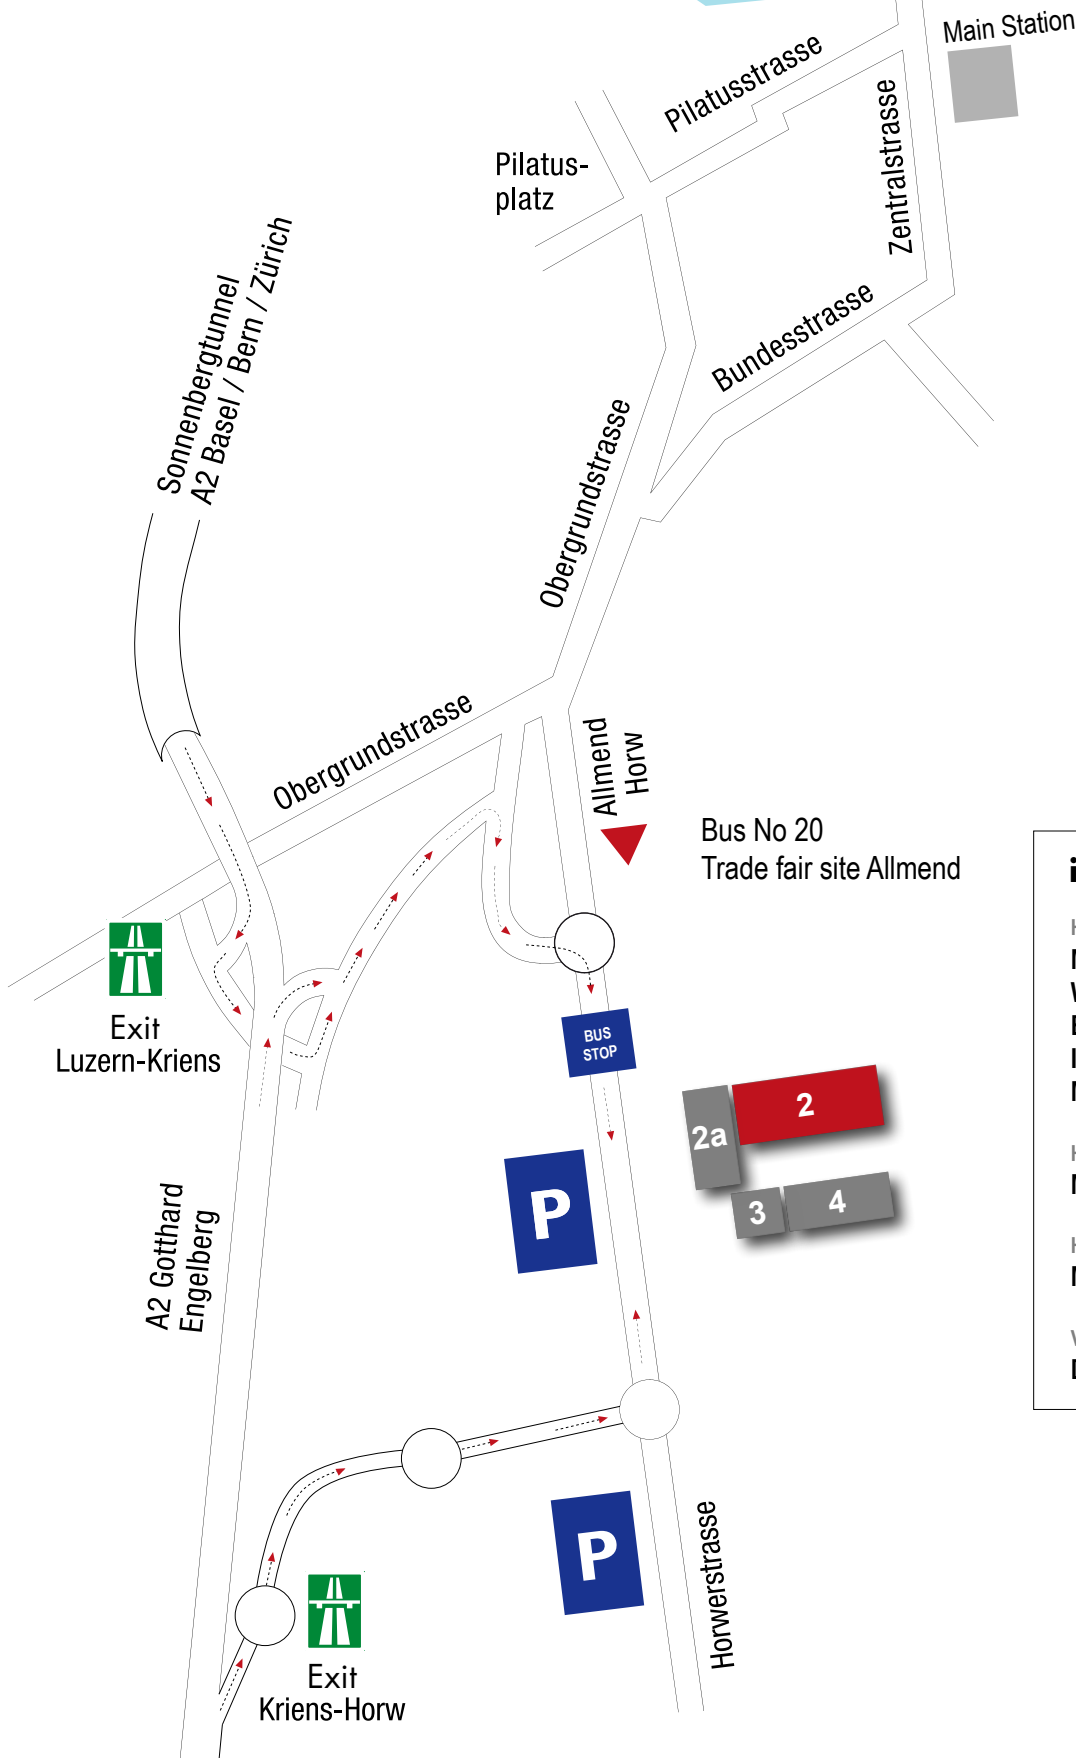 Main Station
Pilatusstrasse
Zentralstrasse
Pilatus-
platz
Bundesstrasse
Sonnenbergtunnel
A2 Basel / Bern / Zürich
Obergrundstrasse
Obergrundstrasse
Allmend
Horw
Bus No 20
Trade fair site Allmend
Exit
Luzern-Kriens
BUS
STOP
2
2a
3
4
P
A2 Gotthard
Engelberg
P
Horwerstrasse
Exit
Kriens-Horw